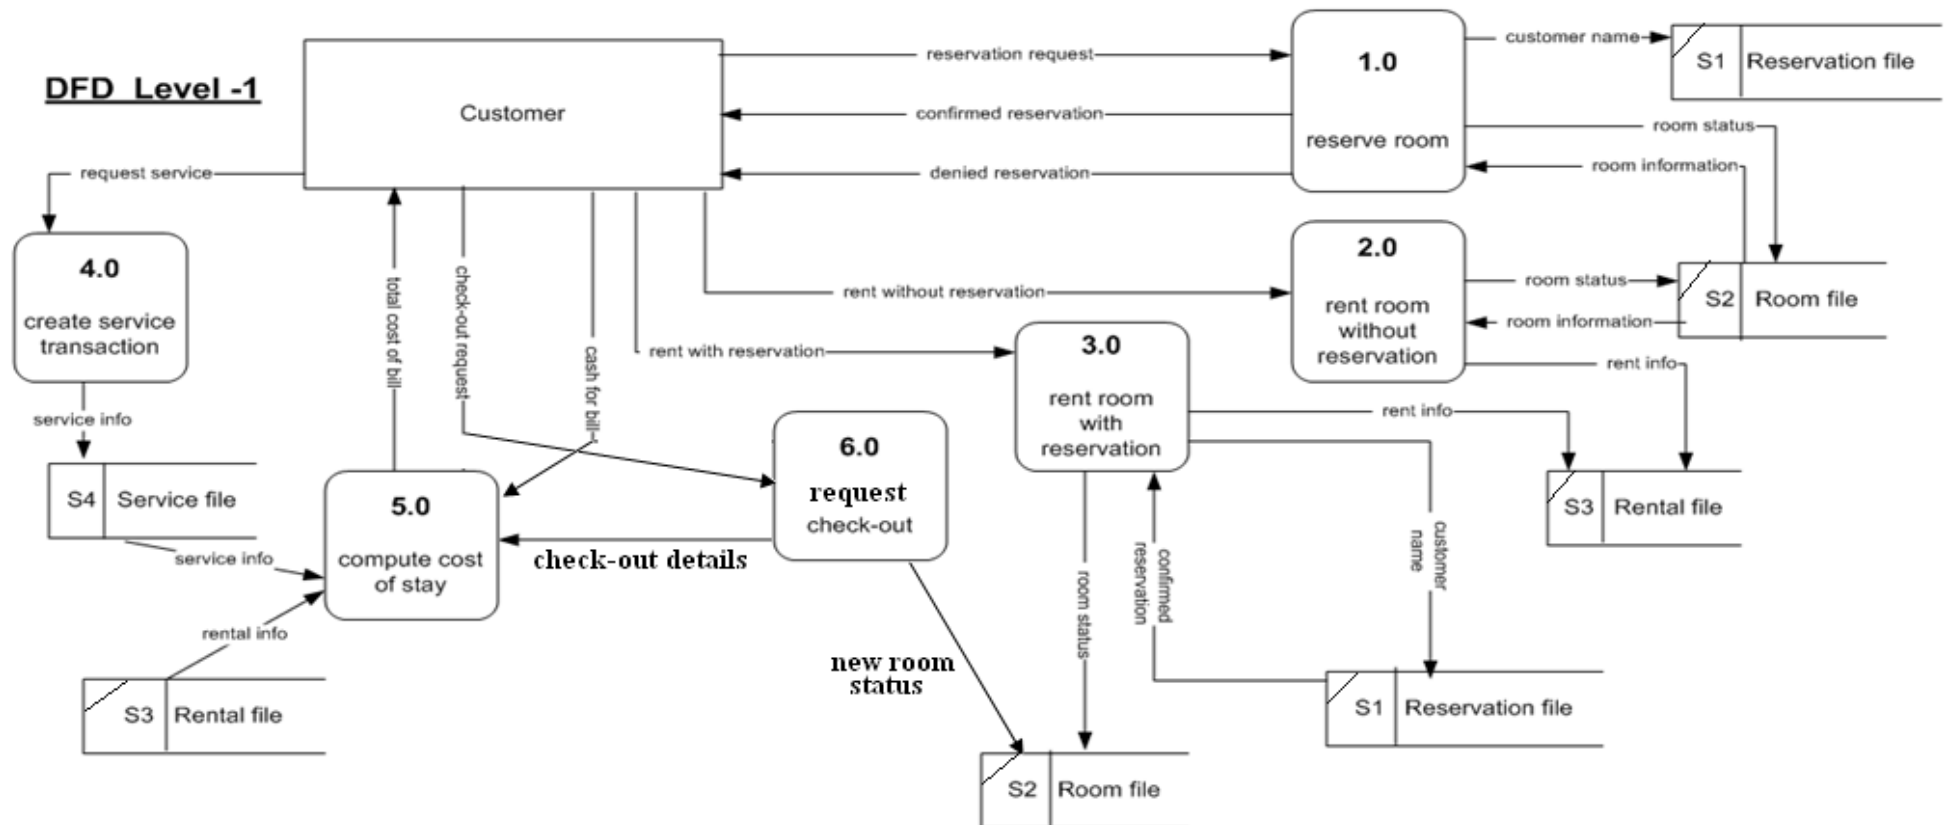 DFD Level -1
Customer
reservation request
confirmed reservation
denied reservation
1.0
reserve room
customer name
S1 Reservation file
room status
room information
request service
4.0
create service
transaction
service info
S4 Service file
service info
total cost of bill
check-out request
cash for bill
rent without reservation
2.0
rent room
without
reservation
room status
room information
rent info
S2 Room file
rent with reservation
3.0
rent room
with
reservation
rent info
S3 Rental file
6.0
request
check-out
5.0
compute cost
of stay
check-out details
rental info
S3 Rental file
new room
status
room status
confirmed
reservation
customer
name
S1 Reservation file
S2 Room file